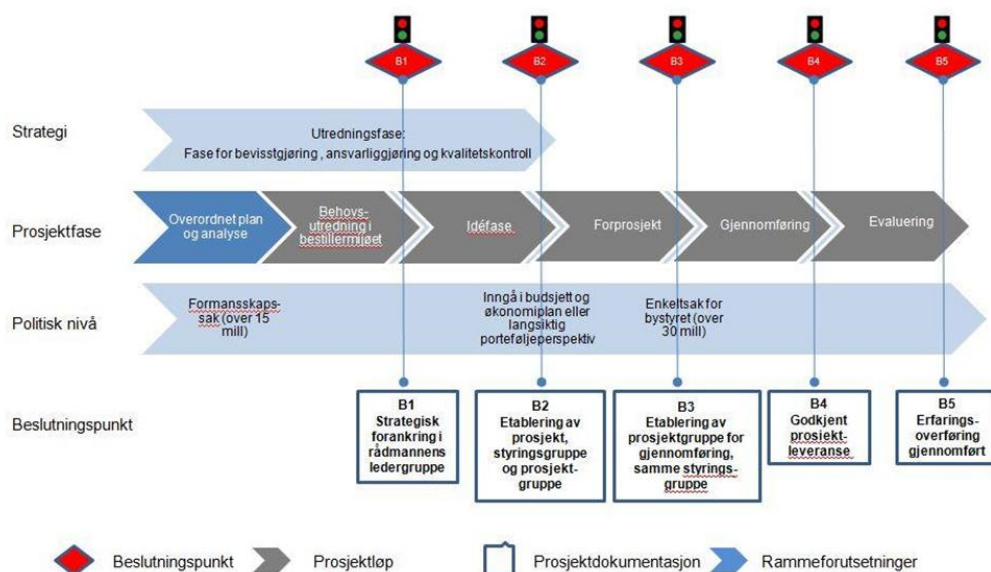 B1
B2
B3
B4
B5
Strategi
Utredningsfase:
Fase for bevisstgjøring , ansvarliggjøring og kvalitetskontroll
Prosjektfase
Overordnet plan
og analyse
Behovs-
utredning i
bestillermijøet
Idéfase
Forprosjekt
Gjennomføring
Evaluering
Politisk nivå
Formansskaps-
sak (over 15
mill)
Inngå i budsjett og
økonomiplan eller
langsiktig
porteføljeperspektiv
Enkeltsak for
bystyret (over
30 mill)
Beslutningspunkt
B1
Strategisk
forankring i
rådmannens
ledergruppe
B2
Etablering av
prosjekt,
styringsgruppe
og prosjekt-
gruppe
B3
Etablering av
prosjektgruppe for
gjennomføring,
samme styrings-
gruppe
B4
Godkjent
prosjekt-
leveranse
B5
Erfarings-
overføring
gjennomført
Beslutningspunkt
Prosjektløp
Prosjektdokumentasjon
Rammeforutsetninger